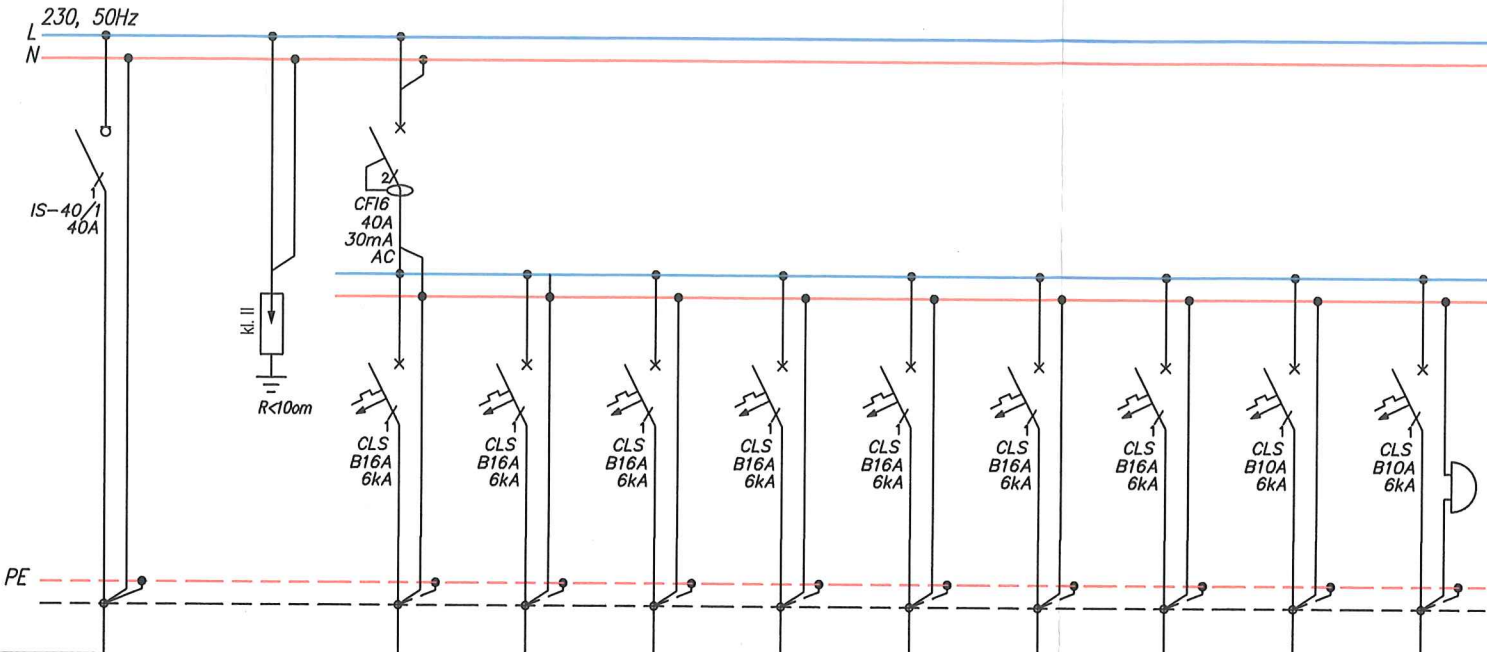 230, 50Hz
L
N
IS-40/1
40A
1
kl. II
R<10om
2
CFI6
40A
30mA
AC
1
CLS
B16A
6kA
1
CLS
B16A
6kA
1
CLS
B16A
6kA
1
CLS
B16A
6kA
1
CLS
B16A
6kA
1
CLS
B16A
6kA
1
CLS
B16A
6kA
1
CLS
B10A
6kA
1
CLS
B10A
6kA
PE